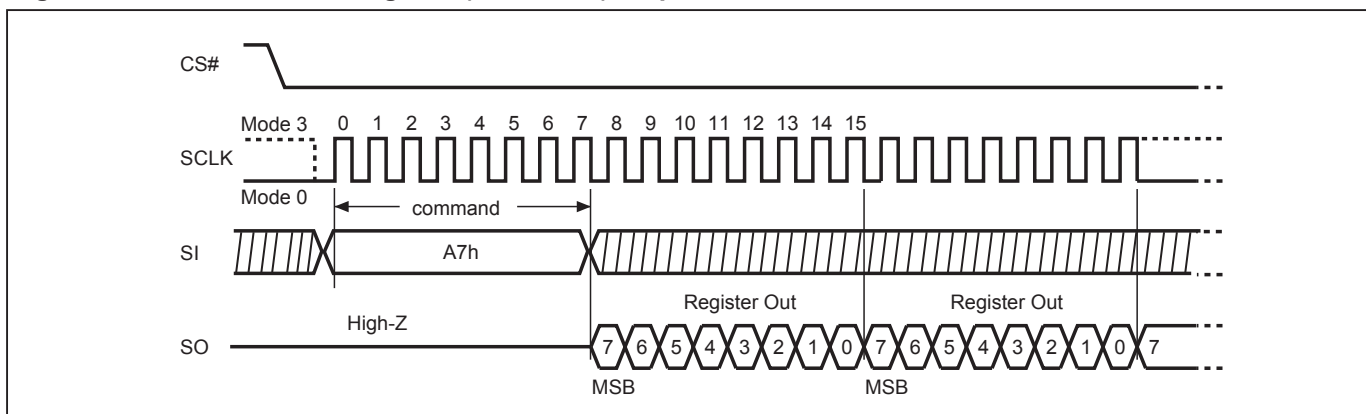 CS#
Mode 3 0 1 2 3 4 5 6 7 8 9 10 11 12 13 14 15
SCLK
Mode 0
command
SI A7h
Register Out Register Out
High-Z
SO 7 6 5 4 3 2 1 0 7 6 5 4 3 2 1 0 7
MSB MSB